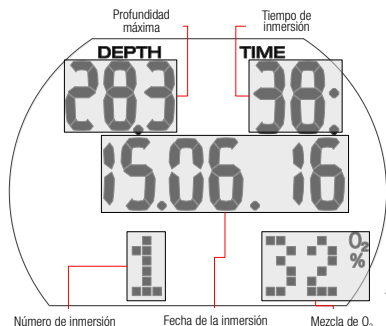 Profundidad máxima
Tiempo de inmersión
DEPTH TIME
28.3 38:
15.06.16
1 32 O₂ %
Número de inmersión Fecha de la inmersión Mezcla de O₂